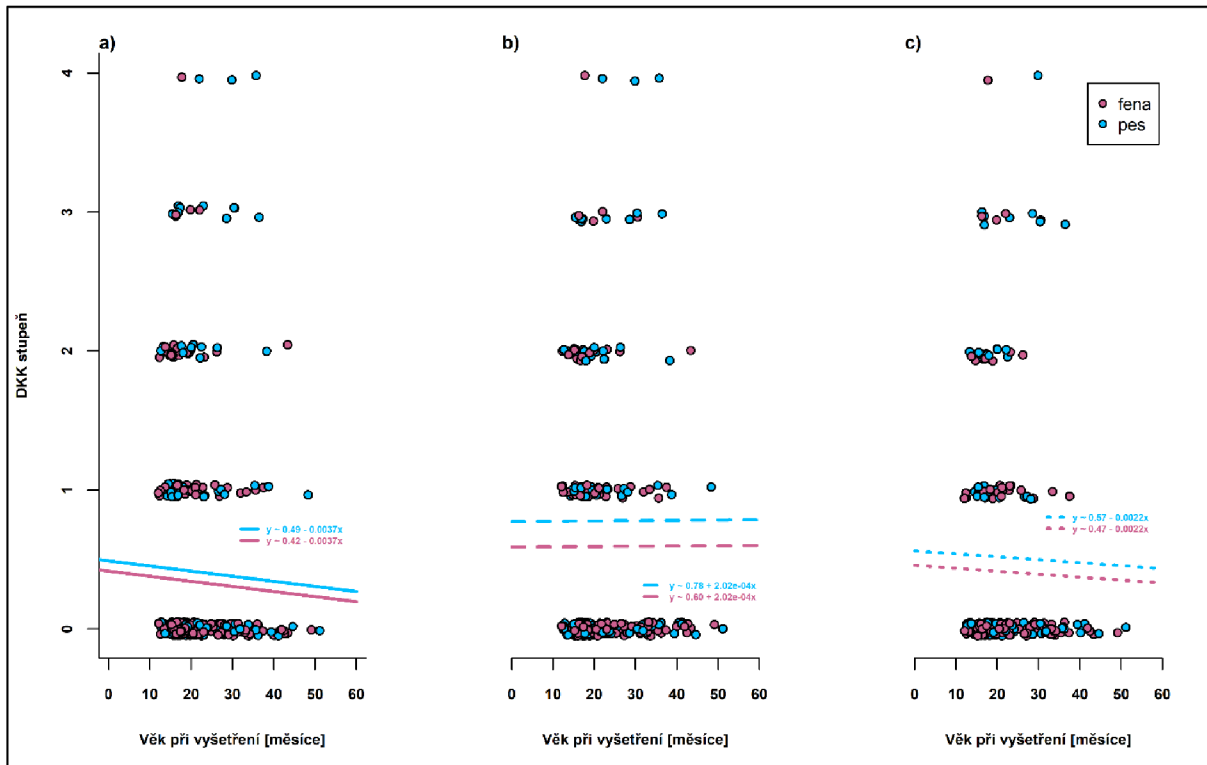 a)
b)
c)
fena
pes
DKK stupeň
4
3
2
1
0
y ~ 0.49 - 0.0037x
y ~ 0.42 - 0.0037x
y ~ 0.78 + 2.02e-04x
y ~ 0.60 + 2.02e-04x
y ~ 0.57 - 0.0022x
y ~ 0.47 - 0.0022x
0 10 20 30 40 50 60
0 10 20 30 40 50 60
0 10 20 30 40 50 60
Věk při vyšetření [měsíce]
Věk při vyšetření [měsíce]
Věk při vyšetření [měsíce]